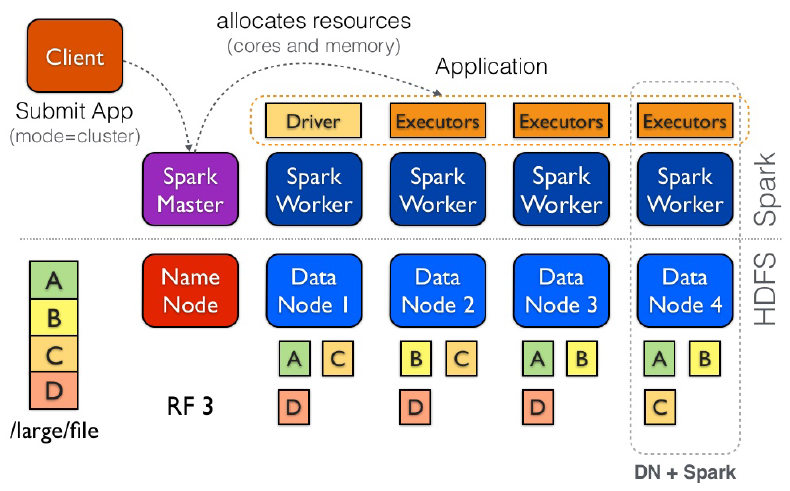 allocates resources
(cores and memory)
Client
Application
Submit App
(mode=cluster)
Driver
Executors
Executors
Executors
Spark
Master
Spark
Worker
Spark
Worker
Spark
Worker
Spark
Worker
Spark
HDFS
A
B
C
D
/large/file
Name
Node
Data
Node 1
Data
Node 2
Data
Node 3
Data
Node 4
RF 3
A C
D
B C
D
A B
D
A B
C
DN + Spark